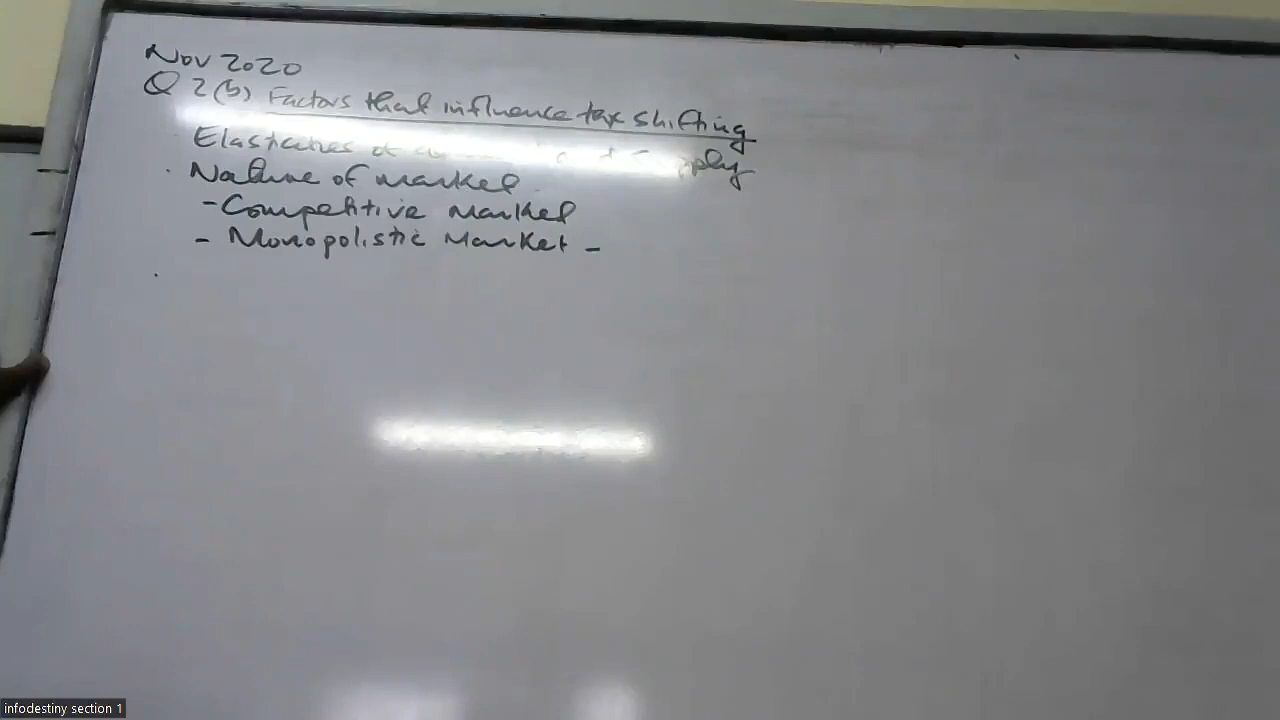 Nov 2020
Q 2(b) Factors that influence tax shifting
Elasticities of
Nature of market
- Competitive Market
- Monopolistic Market -
infodestiny section 1